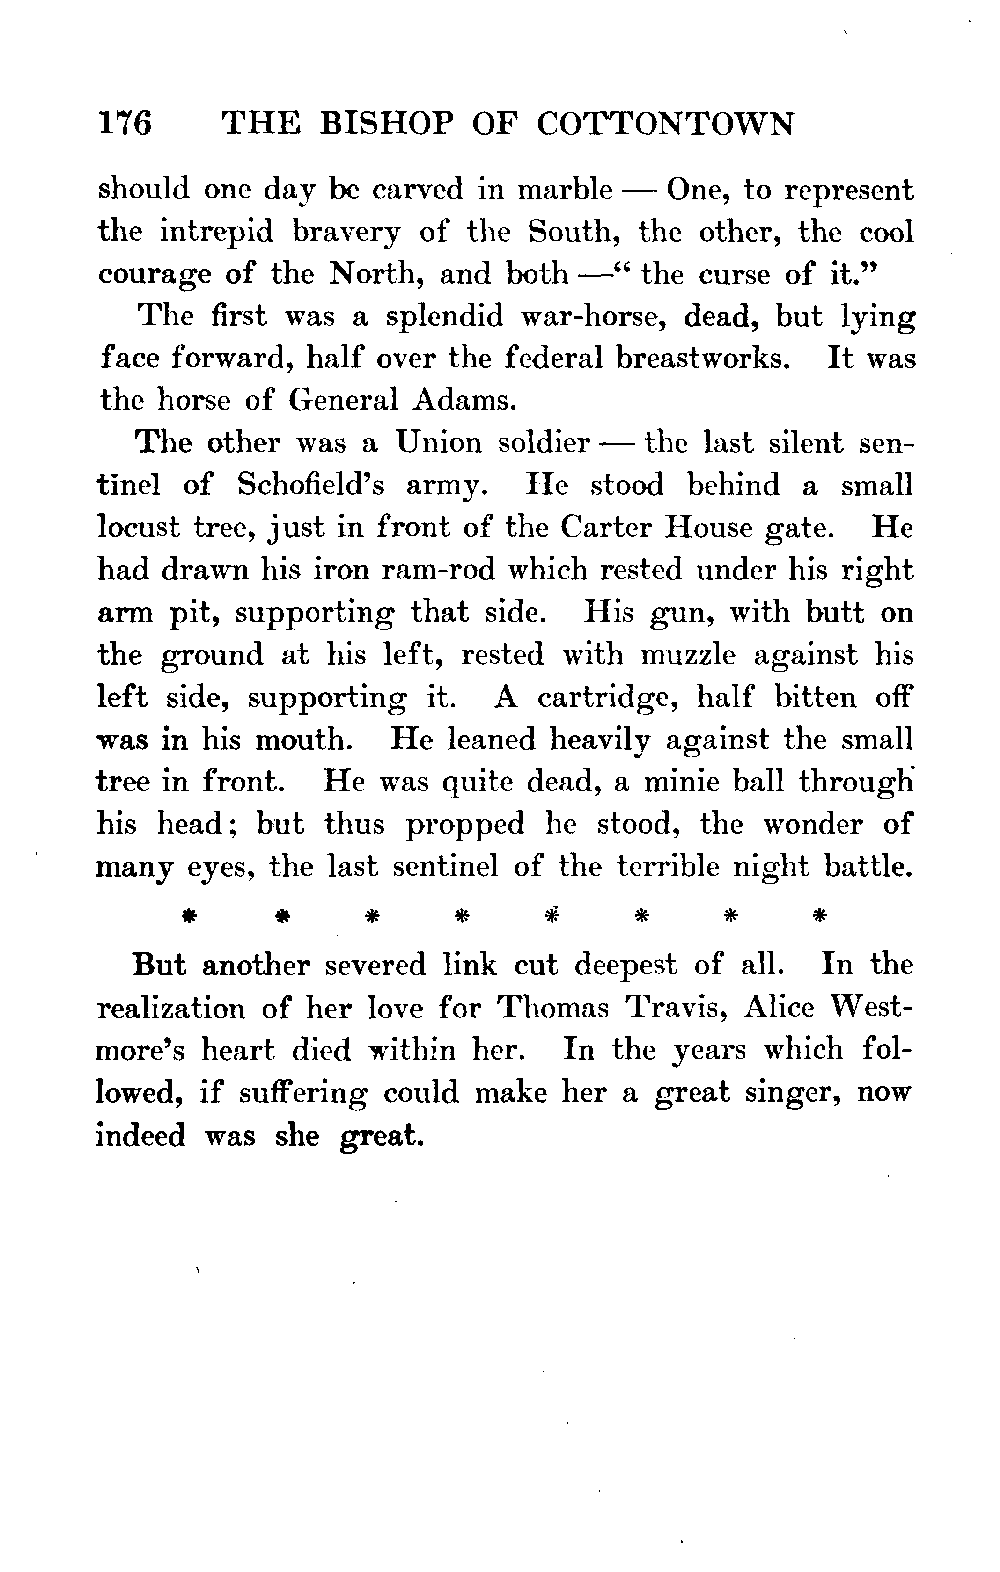 176 THE BISHOP OF COTTONTOWN
should one day be carved in marble — One, to represent
the intrepid bravery of the South, the other, the cool
courage of the North, and both —“ the curse of it.”
The first was a splendid war-horse, dead, but lying
face forward, half over the federal breastworks. It was
the horse of General Adams.
The other was a Union soldier — the last silent sen-
tinel of Schofield’s army. He stood behind a small
locust tree, just in front of the Carter House gate. He
had drawn his iron ram-rod which rested under his right
arm pit, supporting that side. His gun, with butt on
the ground at his left, rested with muzzle against his
left side, supporting it. A cartridge, half bitten off
was in his mouth. He leaned heavily against the small
tree in front. He was quite dead, a minie ball through
his head; but thus propped he stood, the wonder of
many eyes, the last sentinel of the terrible night battle.
* * * * * * * *
But another severed link cut deepest of all. In the
realization of her love for Thomas Travis, Alice West-
more’s heart died within her. In the years which fol-
lowed, if suffering could make her a great singer, now
indeed was she great.